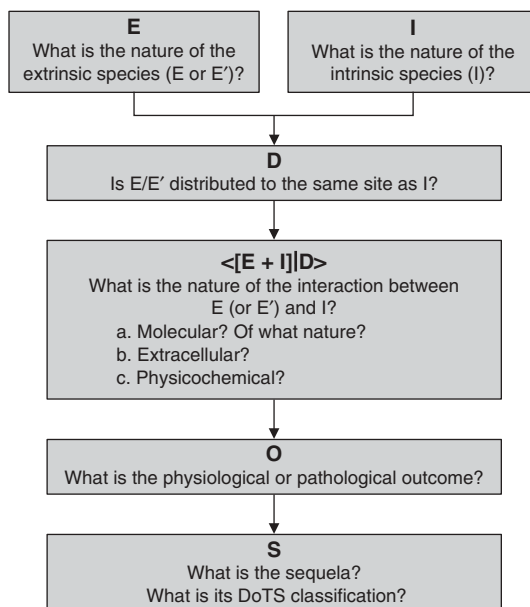 E
What is the nature of the
extrinsic species (E or E′)?
I
What is the nature of the
intrinsic species (I)?
D
Is E/E′ distributed to the same site as I?
<[E + I]|D>
What is the nature of the interaction between
E (or E′) and I?
a. Molecular? Of what nature?
b. Extracellular?
c. Physicochemical?
O
What is the physiological or pathological outcome?
S
What is the sequela?
What is its DoTS classification?